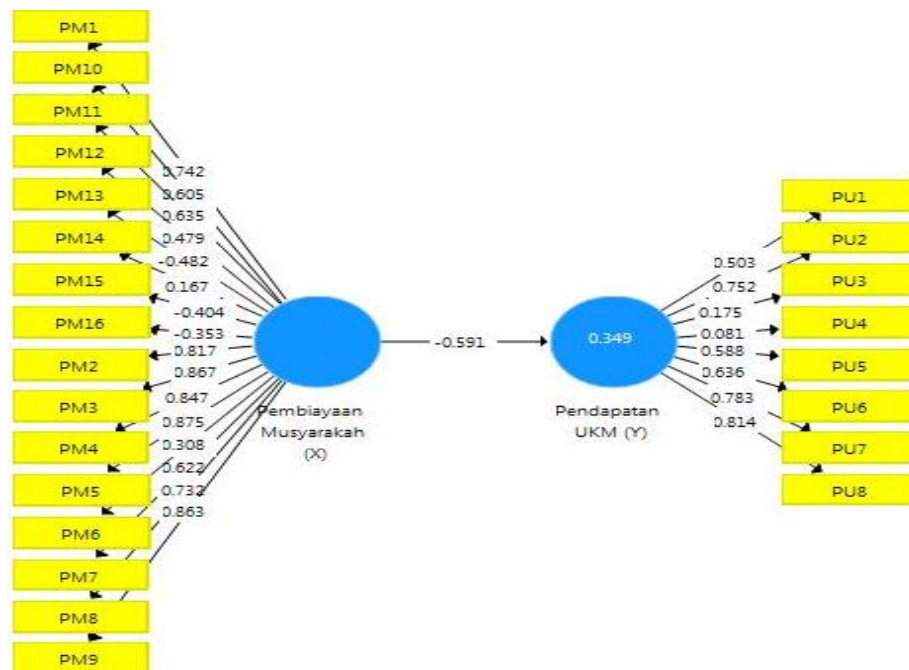 PM1
PM10
PM11
PM12
PM13
PM14
PM15
PM16
PM2
PM3
PM4
PM5
PM6
PM7
PM8
PM9
0.742
0.605
0.635
0.479
-0.482
0.167
-0.404
-0.353
0.817
0.867
0.847
0.875
0.308
0.622
0.732
0.863
Pembiayaan
Musyarakah
(X)
-0.591
0.349
Pendapatan
UKM (Y)
0.503
0.752
0.175
0.081
0.588
0.636
0.783
0.814
PU1
PU2
PU3
PU4
PU5
PU6
PU7
PU8